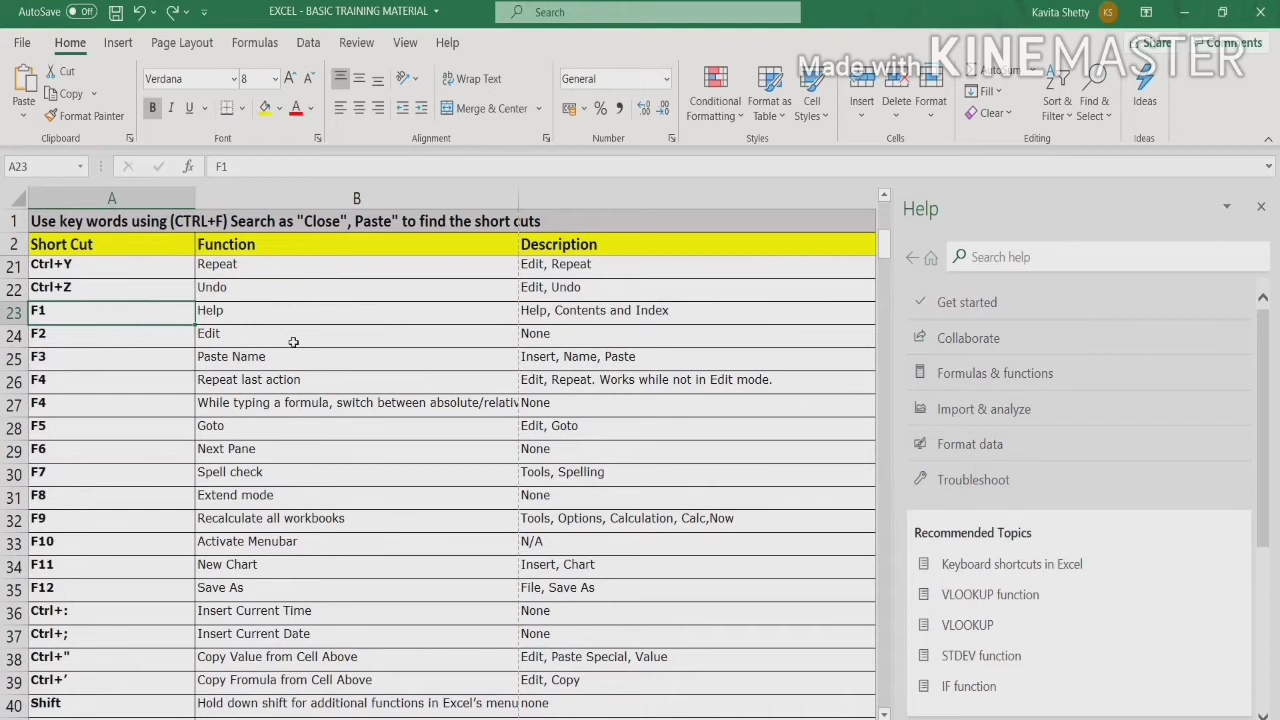 AutoSave Off EXCEL - BASIC TRAINING MATERIAL Search Kavita Shetty KS
File Home Insert Page Layout Formulas Data Review View Help Share Comments
Made with KINEMASTER
Cut
Copy
Format Painter
Paste
Clipboard
Verdana 8
B I U
Font
Wrap Text
Merge & Center
Alignment
General
Number
Conditional Formatting
Format as Table
Cell Styles
Styles
Insert Delete Format
Cells
AutoSum
Fill
Clear
Sort & Filter
Find & Select
Editing
Ideas
Ideas
A23 fx F1
A B
1 Use key words using (CTRL+F) Search as "Close", Paste" to find the short cuts
2 Short Cut Function Description
21 Ctrl+Y Repeat Edit, Repeat
22 Ctrl+Z Undo Edit, Undo
23 F1 Help Help, Contents and Index
24 F2 Edit None
25 F3 Paste Name Insert, Name, Paste
26 F4 Repeat last action Edit, Repeat. Works while not in Edit mode.
27 F4 While typing a formula, switch between absolute/relativ None
28 F5 Goto Edit, Goto
29 F6 Next Pane None
30 F7 Spell check Tools, Spelling
31 F8 Extend mode None
32 F9 Recalculate all workbooks Tools, Options, Calculation, Calc,Now
33 F10 Activate Menubar N/A
34 F11 New Chart Insert, Chart
35 F12 Save As File, Save As
36 Ctrl+: Insert Current Time None
37 Ctrl+; Insert Current Date None
38 Ctrl+" Copy Value from Cell Above Edit, Paste Special, Value
39 Ctrl+’ Copy Fromula from Cell Above Edit, Copy
40 Shift Hold down shift for additional functions in Excel’s menu none
Help
Search help
Get started
Collaborate
Formulas & functions
Import & analyze
Format data
Troubleshoot
Recommended Topics
Keyboard shortcuts in Excel
VLOOKUP function
VLOOKUP
STDEV function
IF function